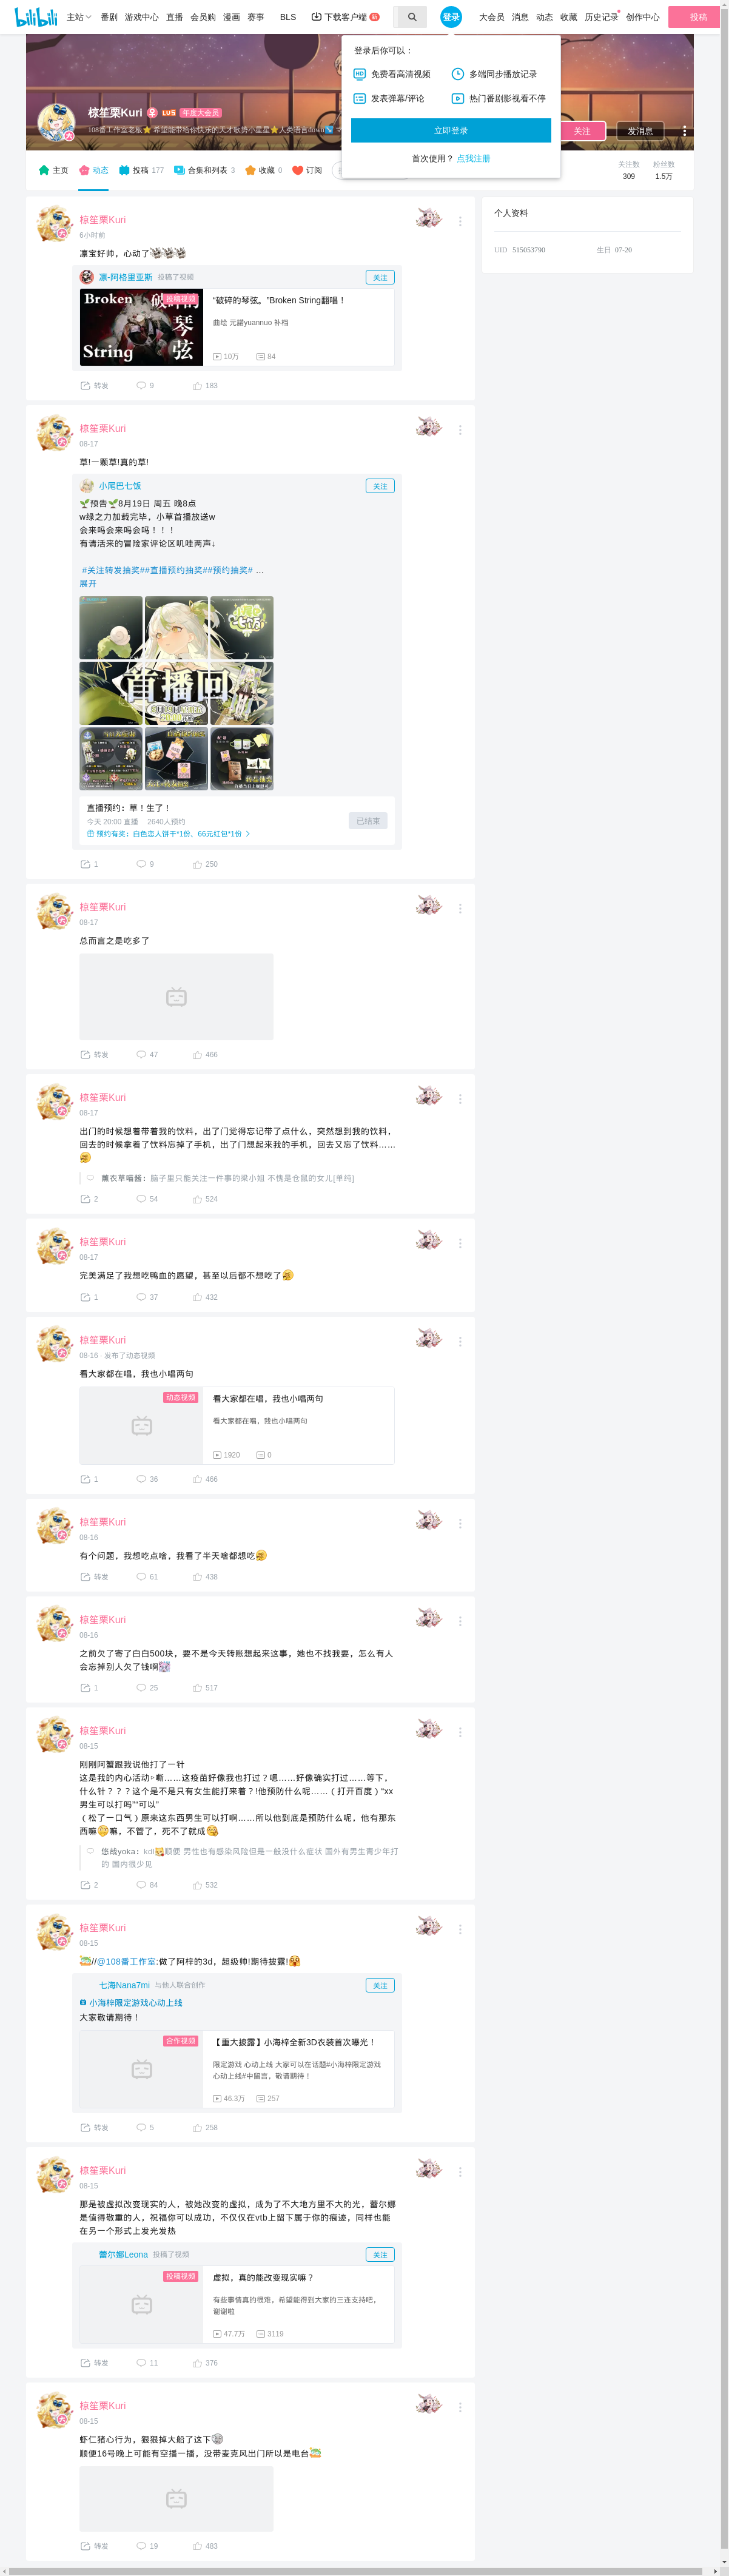 bilibili 主站 番剧 游戏中心 直播 会员购 漫画 赛事 BLS 下载客户端 登录 大会员 消息 动态 收藏 历史记录 创作中心 投稿
登录后你可以：
免费看高清视频 多端同步播放记录
发表弹幕/评论 热门番剧影视看不停
立即登录
首次使用？ 点我注册
椋笙栗Kuri LV5 年度大会员
108番工作室老板⭐ 希望能带给你快乐的天才歌势小星星⭐人类语言down
关注 发消息
主页 动态 投稿 177 合集和列表 3 收藏 0 订阅
关注数 粉丝数
309 1.5万
个人资料
UID 515053790 生日 07-20
椋笙栗Kuri
6小时前
凛宝好帅，心动了
凛-阿格里亚斯 投稿了视频 关注
Broken
String
琴弦
投稿视频
“破碎的琴弦。”Broken String翻唱！
曲绘 元諾yuannuo 补档
10万 84
转发 9 183
椋笙栗Kuri
08-17
草!一颗草!真的草!
小尾巴七饭 关注
🌱预告🌱8月19日 周五 晚8点
w绿之力加载完毕，小草首播放送w
会来吗会来吗会吗！！！
有请活来的冒险家评论区叽哇两声↓
#关注转发抽奖##直播预约抽奖##预约抽奖# ...
展开
首播回
直播预约：草！生了！
今天 20:00 直播 2640人预约
预约有奖：白色恋人饼干*1份、66元红包*1份
已结束
1 9 250
椋笙栗Kuri
08-17
总而言之是吃多了
转发 47 466
椋笙栗Kuri
08-17
出门的时候想着带着我的饮料，出了门觉得忘记带了点什么，突然想到我的饮料，
回去的时候拿着了饮料忘掉了手机，出了门想起来我的手机，回去又忘了饮料……
薰衣草喵酱：脑子里只能关注一件事的梁小姐 不愧是仓鼠的女儿[单纯]
2 54 524
椋笙栗Kuri
08-17
完美满足了我想吃鸭血的愿望，甚至以后都不想吃了
1 37 432
椋笙栗Kuri
08-16 · 发布了动态视频
看大家都在唱，我也小唱两句
动态视频
看大家都在唱，我也小唱两句
看大家都在唱，我也小唱两句
1920 0
1 36 466
椋笙栗Kuri
08-16
有个问题，我想吃点啥，我看了半天啥都想吃
转发 61 438
椋笙栗Kuri
08-16
之前欠了寄了白白500块，要不是今天转账想起来这事，她也不找我要，怎么有人
会忘掉别人欠了钱啊
1 25 517
椋笙栗Kuri
08-15
刚刚阿蟹跟我说他打了一针
这是我的内心活动▹嘶……这疫苗好像我也打过？嗯……好像确实打过……等下，
什么针？？？这个是不是只有女生能打来着？!他预防什么呢……（打开百度）“xx
男生可以打吗”“可以”
（松了一口气）原来这东西男生可以打啊……所以他到底是预防什么呢，他有那东
西嘛嘛，不管了，死不了就成
悠哉yoka：kdl顺便 男性也有感染风险但是一般没什么症状 国外有男生青少年打
的 国内很少见
2 84 532
椋笙栗Kuri
08-15
//@108番工作室:做了阿梓的3d，超级帅!期待披露!
七海Nana7mi 与他人联合创作 关注
小海梓限定游戏心动上线
大家敬请期待！
合作视频
【重大披露】小海梓全新3D衣装首次曝光！
限定游戏 心动上线 大家可以在话题#小海梓限定游戏
心动上线#中留言，敬请期待！
46.3万 257
转发 5 258
椋笙栗Kuri
08-15
那是被虚拟改变现实的人，被她改变的虚拟，成为了不大地方里不大的光，蕾尔娜
是值得敬重的人，祝福你可以成功，不仅仅在vtb上留下属于你的痕迹，同样也能
在另一个形式上发光发热
蕾尔娜Leona 投稿了视频 关注
投稿视频
虚拟，真的能改变现实嘛？
有些事情真的很难，希望能得到大家的三连支持吧，
谢谢啦
47.7万 3119
转发 11 376
椋笙栗Kuri
08-15
虾仁猪心行为，狠狠掉大船了这下
顺便16号晚上可能有空播一播，没带麦克风出门所以是电台
转发 19 483